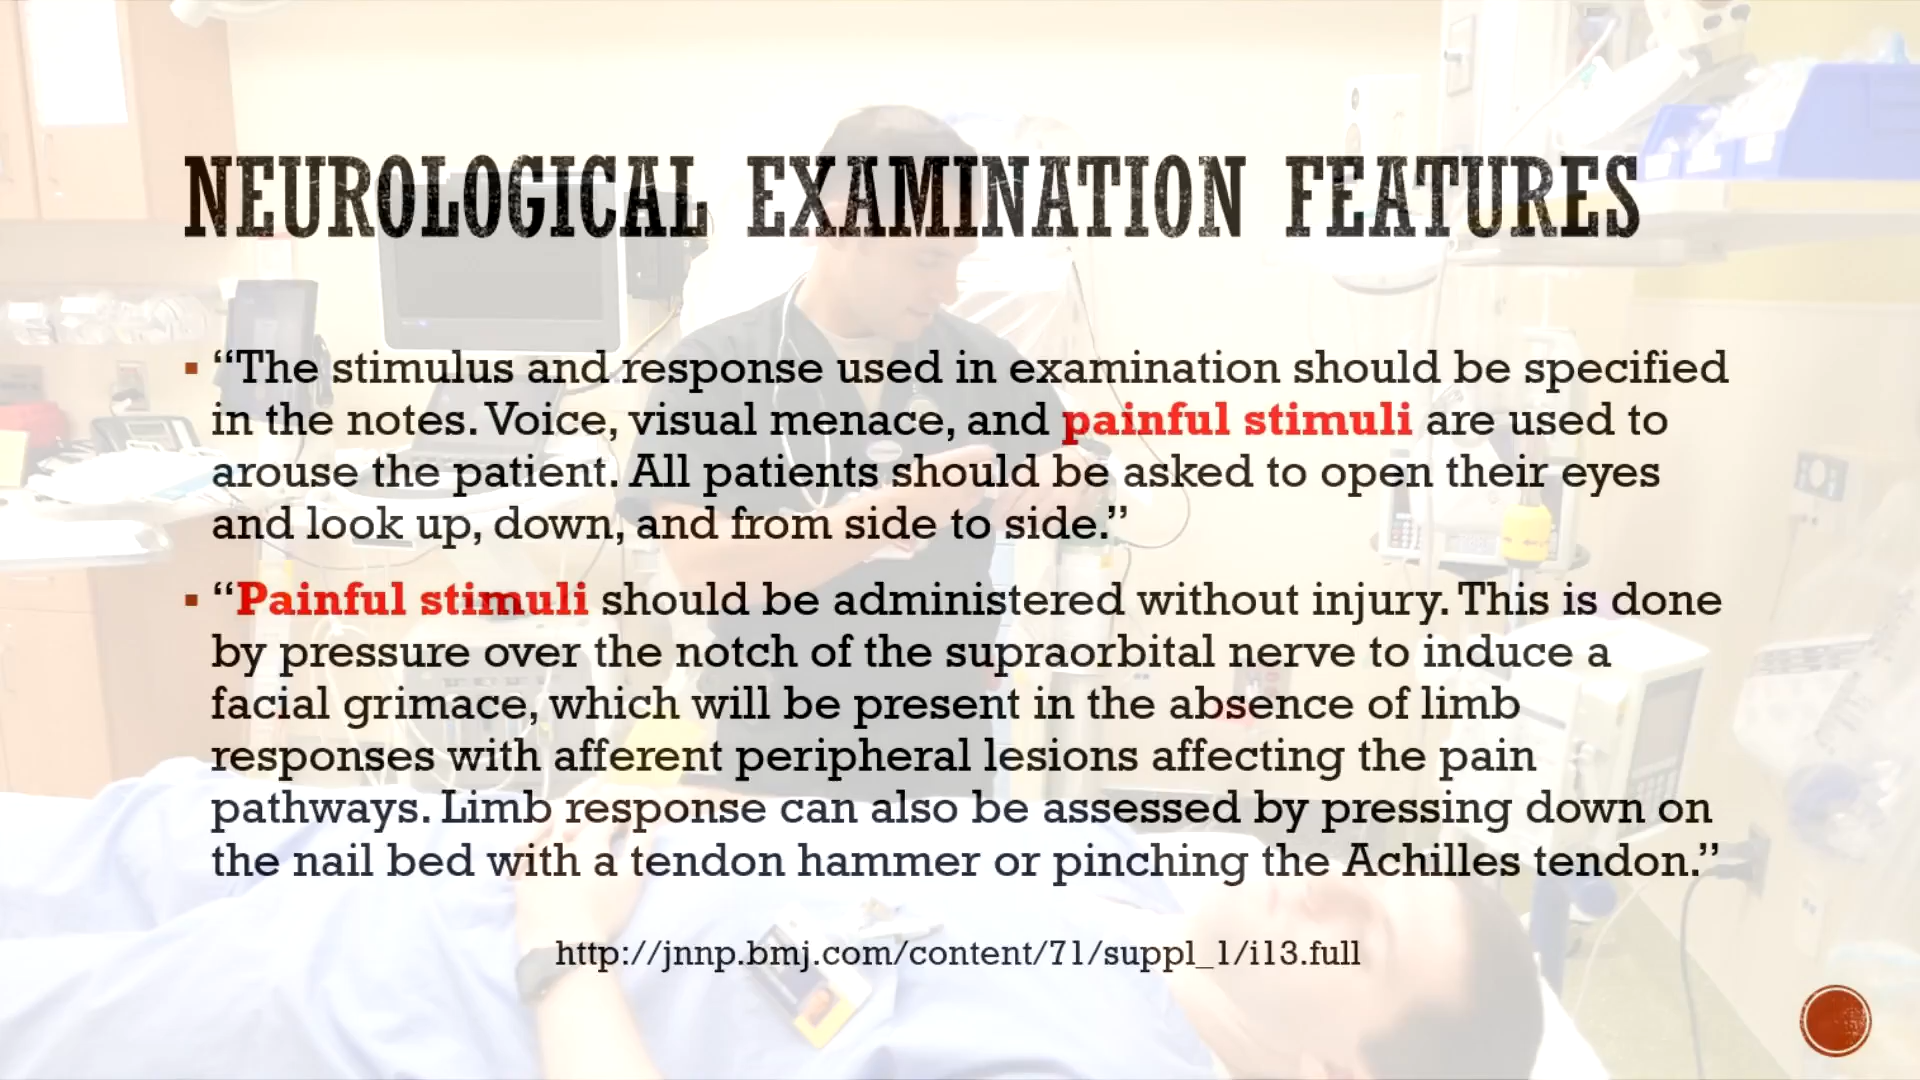 NEUROLOGICAL EXAMINATION FEATURES
▪ “The stimulus and response used in examination should be specified
in the notes. Voice, visual menace, and painful stimuli are used to
arouse the patient. All patients should be asked to open their eyes
and look up, down, and from side to side.”
▪ “Painful stimuli should be administered without injury. This is done
by pressure over the notch of the supraorbital nerve to induce a
facial grimace, which will be present in the absence of limb
responses with afferent peripheral lesions affecting the pain
pathways. Limb response can also be assessed by pressing down on
the nail bed with a tendon hammer or pinching the Achilles tendon.”
http://jnnp.bmj.com/content/71/suppl_1/i13.full